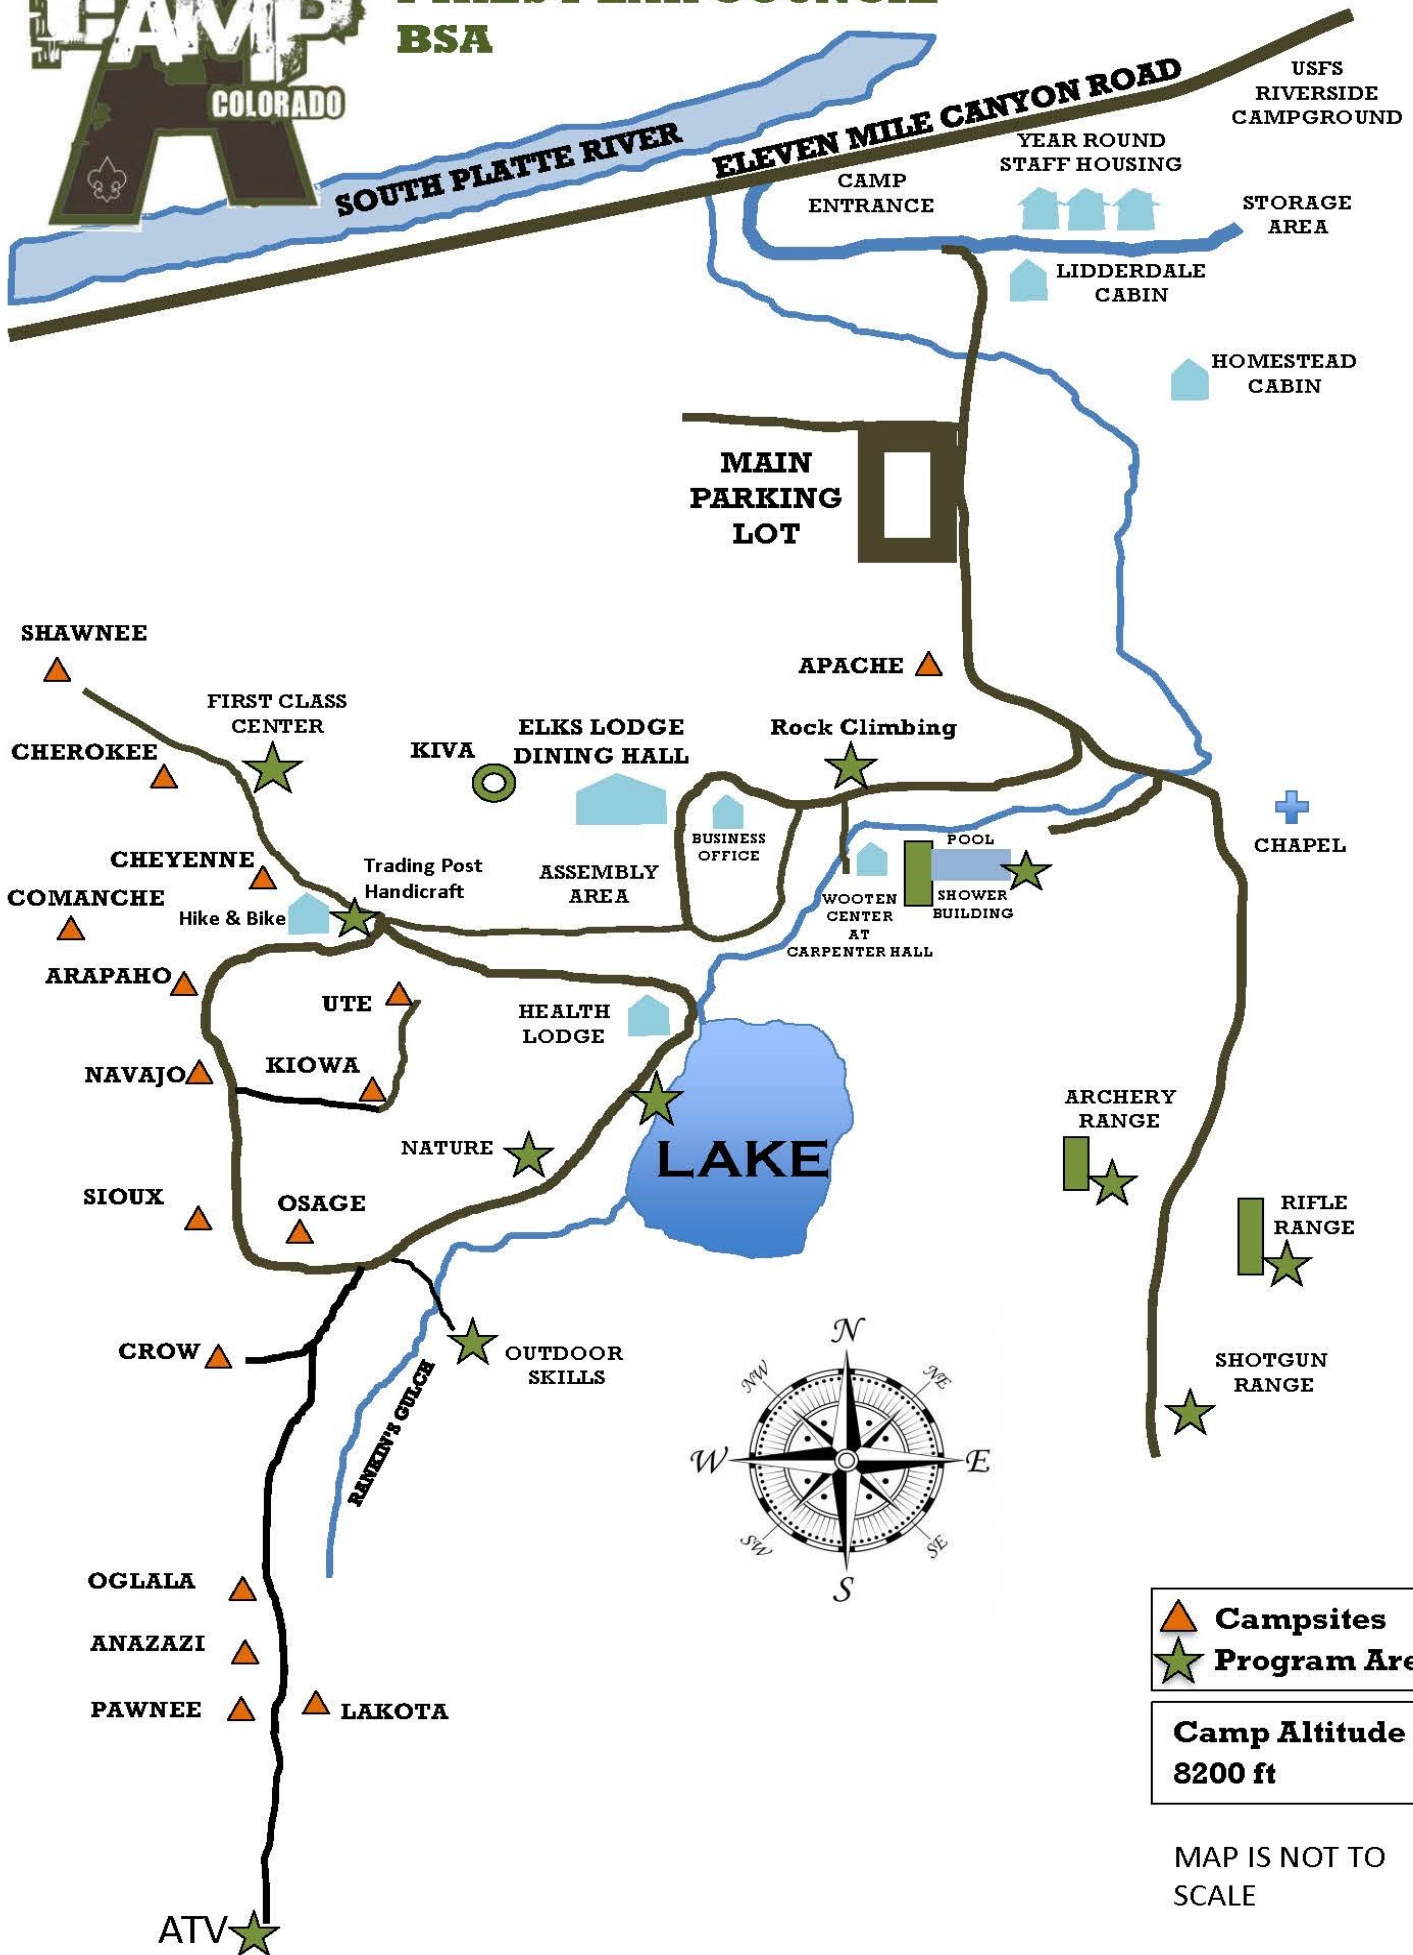 CAMP
COLORADO
PIKES PEAK COUNCIL
BSA
SOUTH PLATTE RIVER
ELEVEN MILE CANYON ROAD
USFS
RIVERSIDE
CAMPGROUND
YEAR ROUND
STAFF HOUSING
CAMP
ENTRANCE
STORAGE
AREA
LIDDERDALE
CABIN
HOMESTEAD
CABIN
MAIN
PARKING
LOT
SHAWNEE
APACHE
FIRST CLASS
CENTER
CHEROKEE
KIVA
ELKS LODGE
DINING HALL
Rock Climbing
BUSINESS
OFFICE
POOL
CHAPEL
CHEYENNE
Trading Post
Handicraft
ASSEMBLY
AREA
COMANCHE
Hike & Bike
WOOTEN
CENTER
AT
CARPENTER HALL
SHOWER
BUILDING
ARAPAHO
UTE
HEALTH
LODGE
NAVAJO
KIOWA
ARCHERY
RANGE
NATURE
LAKE
SIOUX
OSAGE
RIFLE
RANGE
CROW
OUTDOOR
SKILLS
RANKIN'S GULCH
SHOTGUN
RANGE
N
NW
NE
W
E
SW
SE
S
OGLALA
ANAZAZI
PAWNEE
LAKOTA
Campsites
Program Are
Camp Altitude
8200 ft
MAP IS NOT TO
SCALE
ATV